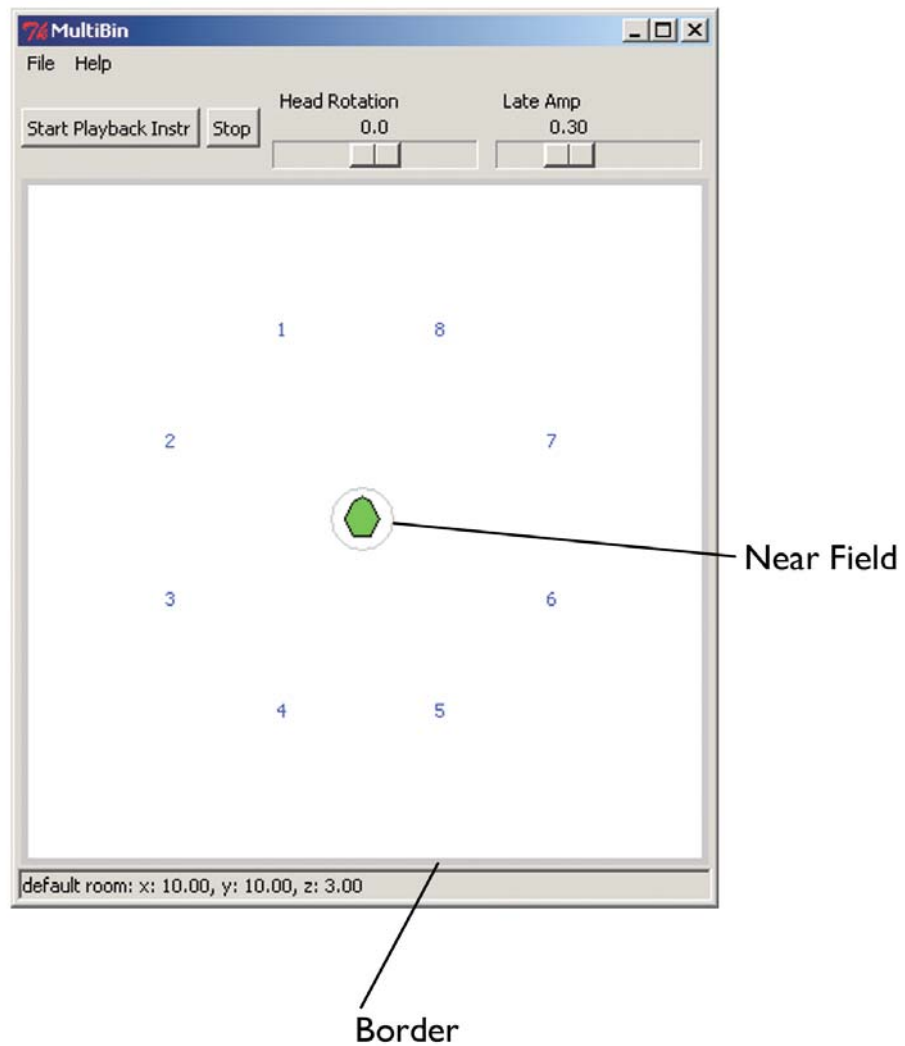 MultiBin
File Help
Head Rotation Late Amp
Start Playback Instr Stop 0.0 0.30
1 8
2 7
Near Field
3 6
4 5
default room: x: 10.00, y: 10.00, z: 3.00
Border